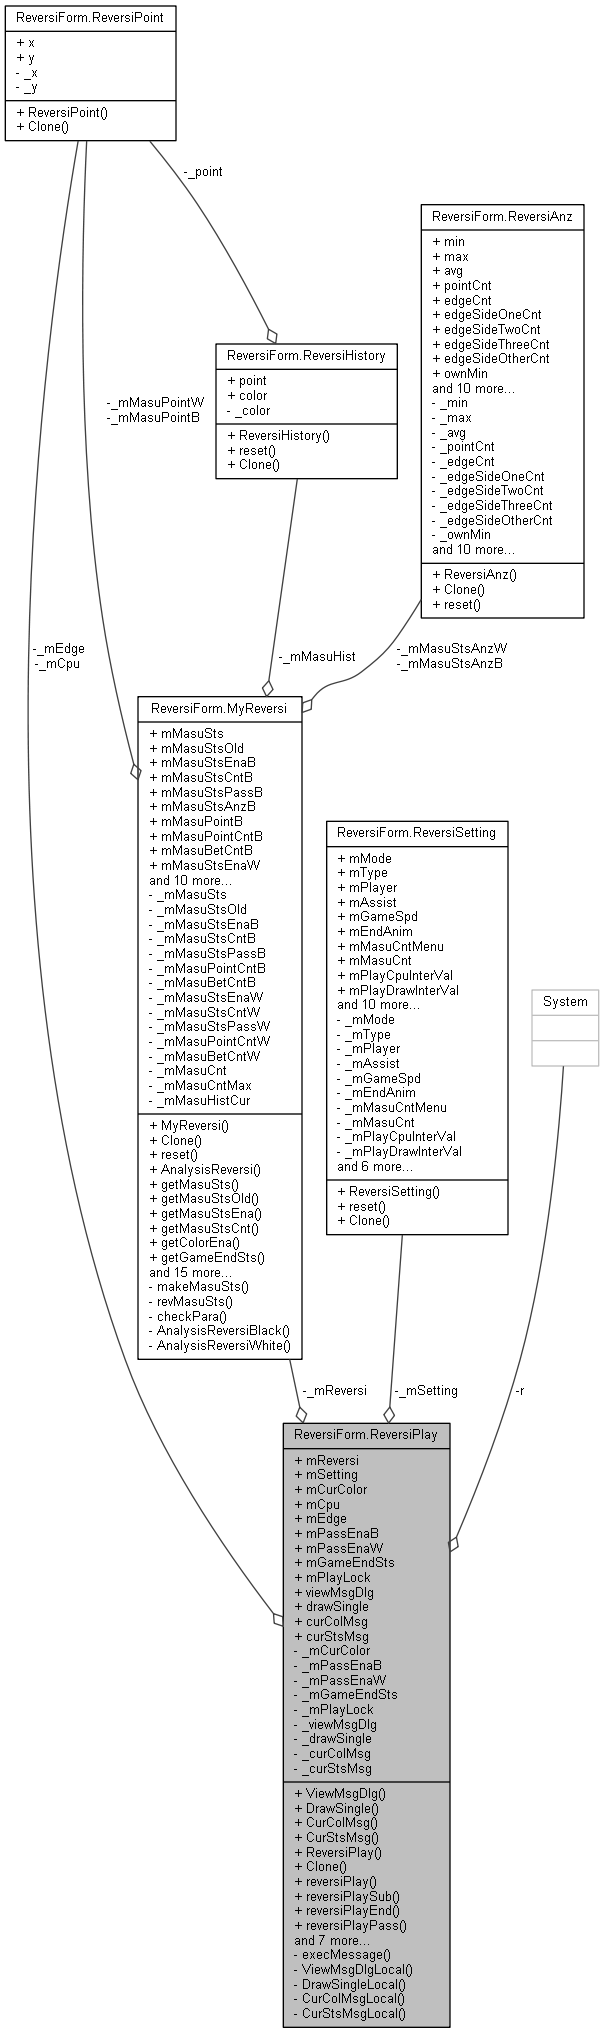 ReversiForm.ReversiPoint
+ x
+ y
- _x
- _y
+ ReversiPoint()
+ Clone()
-_point
ReversiForm.ReversiAnz
+ min
+ max
+ avg
+ pointCnt
+ edgeCnt
+ edgeSideOneCnt
+ edgeSideTwoCnt
+ edgeSideThreeCnt
+ edgeSideOtherCnt
+ ownMin
and 10 more...
- _min
- _max
- _avg
- _pointCnt
- _edgeCnt
- _edgeSideOneCnt
- _edgeSideTwoCnt
- _edgeSideThreeCnt
- _edgeSideOtherCnt
- _ownMin
and 10 more...
+ ReversiAnz()
+ Clone()
+ reset()
ReversiForm.ReversiHistory
+ point
+ color
- _color
+ ReversiHistory()
+ reset()
+ Clone()
-_mMasuPointW
-_mMasuPointB
-_mEdge
-_mCpu
-_mMasuHist
-_mMasuStsAnzW
-_mMasuStsAnzB
ReversiForm.MyReversi
+ mMasuSts
+ mMasuStsOld
+ mMasuStsEnaB
+ mMasuStsCntB
+ mMasuStsPassB
+ mMasuStsAnzB
+ mMasuPointB
+ mMasuPointCntB
+ mMasuBetCntB
+ mMasuStsEnaW
and 10 more...
- _mMasuSts
- _mMasuStsOld
- _mMasuStsEnaB
- _mMasuStsCntB
- _mMasuStsPassB
- _mMasuPointCntB
- _mMasuBetCntB
- _mMasuStsEnaW
- _mMasuStsCntW
- _mMasuStsPassW
- _mMasuPointCntW
- _mMasuBetCntW
- _mMasuCnt
- _mMasuCntMax
- _mMasuHistCur
+ MyReversi()
+ Clone()
+ reset()
+ AnalysisReversi()
+ getMasuSts()
+ getMasuStsOld()
+ getMasuStsEna()
+ getMasuStsCnt()
+ getColorEna()
+ getGameEndSts()
and 15 more...
- makeMasuSts()
- revMasuSts()
- checkPara()
- AnalysisReversiBlack()
- AnalysisReversiWhite()
ReversiForm.ReversiSetting
+ mMode
+ mType
+ mPlayer
+ mAssist
+ mGameSpd
+ mEndAnim
+ mMasuCntMenu
+ mMasuCnt
+ mPlayCpuInterVal
+ mPlayDrawInterVal
and 10 more...
- _mMode
- _mType
- _mPlayer
- _mAssist
- _mGameSpd
- _mEndAnim
- _mMasuCntMenu
- _mMasuCnt
- _mPlayCpuInterVal
- _mPlayDrawInterVal
and 6 more...
+ ReversiSetting()
+ reset()
+ Clone()
System
-_mReversi
-_mSetting
-r
ReversiForm.ReversiPlay
+ mReversi
+ mSetting
+ mCurColor
+ mCpu
+ mEdge
+ mPassEnaB
+ mPassEnaW
+ mGameEndSts
+ mPlayLock
+ viewMsgDlg
+ drawSingle
+ curColMsg
+ curStsMsg
- _mCurColor
- _mPassEnaB
- _mPassEnaW
- _mGameEndSts
- _mPlayLock
- _viewMsgDlg
- _drawSingle
- _curColMsg
- _curStsMsg
+ ViewMsgDlg()
+ DrawSingle()
+ CurColMsg()
+ CurStsMsg()
+ ReversiPlay()
+ Clone()
+ reversiPlay()
+ reversiPlaySub()
+ reversiPlayEnd()
+ reversiPlayPass()
and 7 more...
- execMessage()
- ViewMsgDlgLocal()
- DrawSingleLocal()
- CurColMsgLocal()
- CurStsMsgLocal()